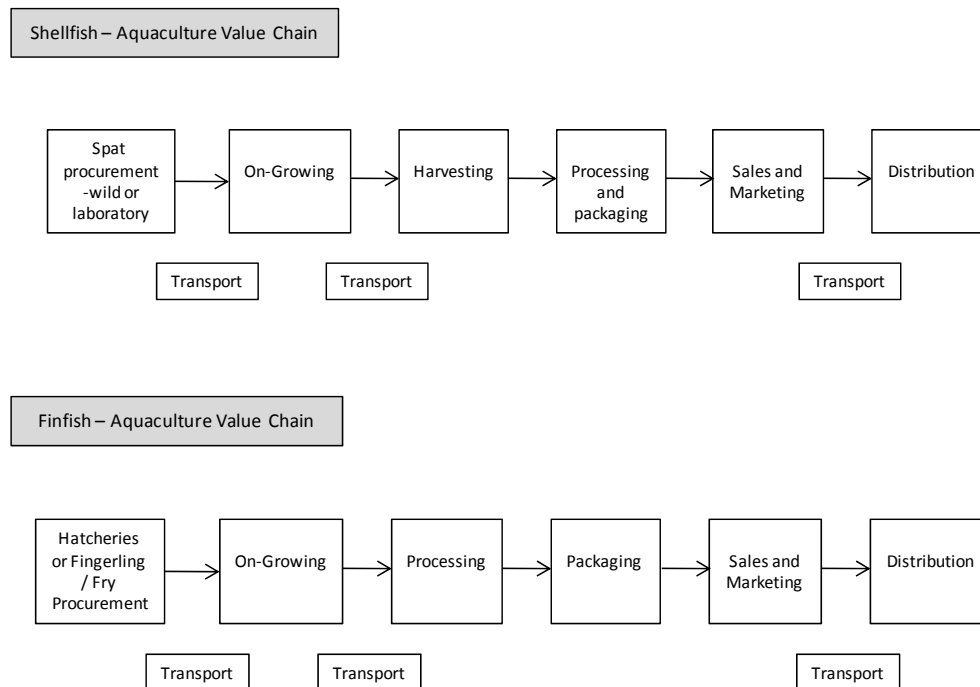 Shellfish – Aquaculture Value Chain
Spat
procurement
-wild or
laboratory
On-Growing
Harvesting
Processing
and
packaging
Sales and
Marketing
Distribution
Transport
Transport
Transport
Finfish – Aquaculture Value Chain
Hatcheries
or Fingerling
/ Fry
Procurement
On-Growing
Processing
Packaging
Sales and
Marketing
Distribution
Transport
Transport
Transport